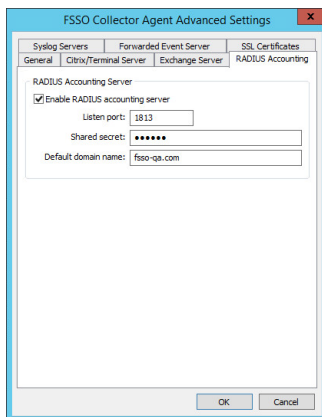 FSSO Collector Agent Advanced Settings
x
Syslog Servers Forwarded Event Server SSL Certificates
General Citrix/Terminal Server Exchange Server RADIUS Accounting
RADIUS Accounting Server
Enable RADIUS accounting server
Listen port: 1813
Shared secret: ●●●●●●
Default domain name: fsso-qa.com
OK Cancel